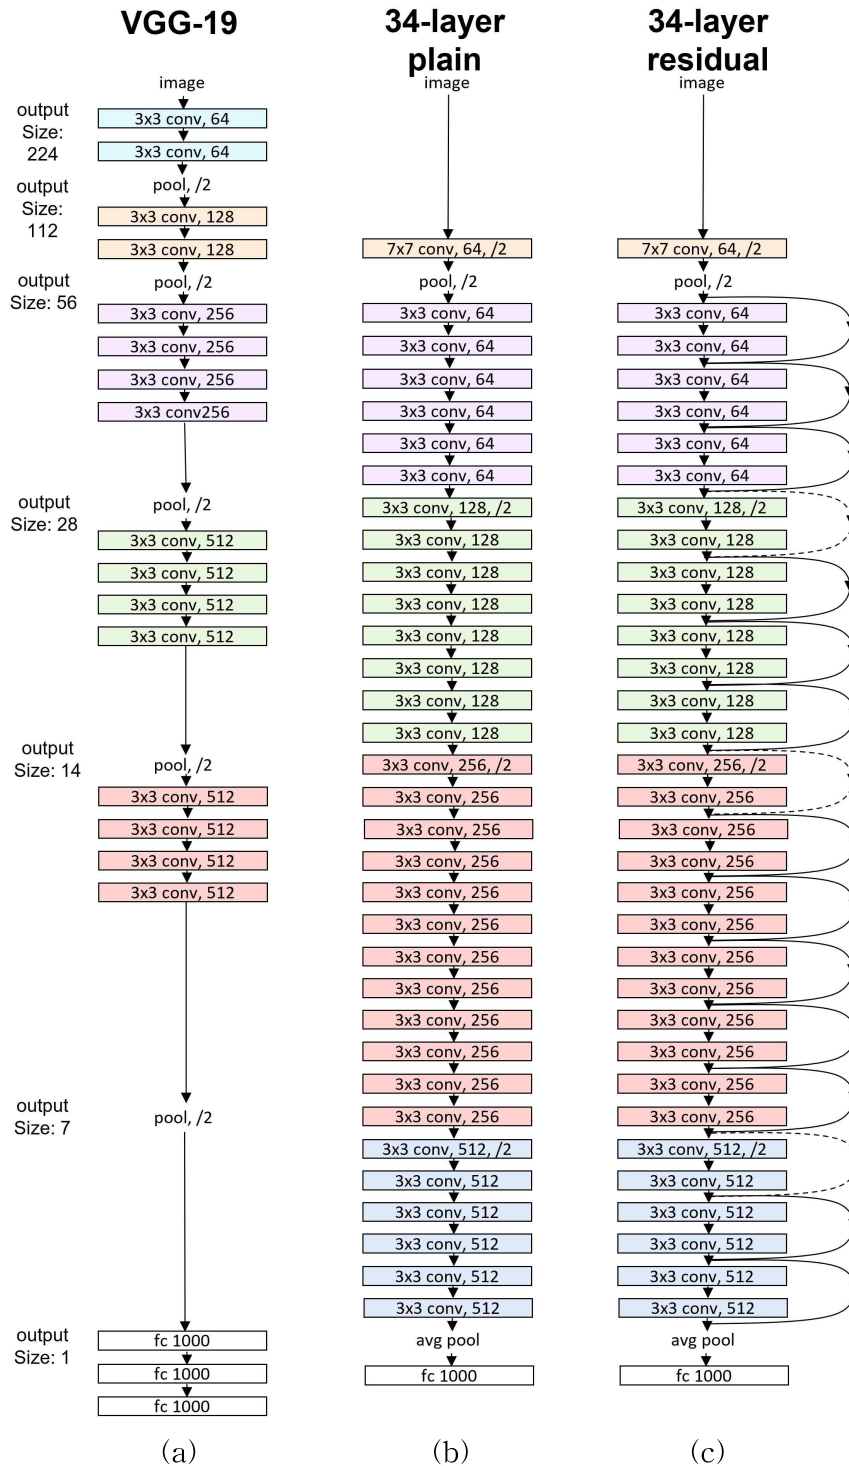 VGG-19
image
output
Size:
224
3x3 conv, 64
3x3 conv, 64
pool, /2
output
Size:
112
3x3 conv, 128
3x3 conv, 128
pool, /2
output
Size: 56
3x3 conv, 256
3x3 conv, 256
3x3 conv, 256
3x3 conv256
output
Size: 28
pool, /2
3x3 conv, 512
3x3 conv, 512
3x3 conv, 512
3x3 conv, 512
output
Size: 14
pool, /2
3x3 conv, 512
3x3 conv, 512
3x3 conv, 512
3x3 conv, 512
output
Size: 7
pool, /2
output
Size: 1
fc 1000
fc 1000
fc 1000
(a)
34-layer
plain
image
7x7 conv, 64, /2
pool, /2
3x3 conv, 64
3x3 conv, 64
3x3 conv, 64
3x3 conv, 64
3x3 conv, 64
3x3 conv, 64
3x3 conv, 128, /2
3x3 conv, 128
3x3 conv, 128
3x3 conv, 128
3x3 conv, 128
3x3 conv, 128
3x3 conv, 128
3x3 conv, 128
3x3 conv, 256, /2
3x3 conv, 256
3x3 conv, 256
3x3 conv, 256
3x3 conv, 256
3x3 conv, 256
3x3 conv, 256
3x3 conv, 256
3x3 conv, 256
3x3 conv, 256
3x3 conv, 256
3x3 conv, 256
3x3 conv, 512, /2
3x3 conv, 512
3x3 conv, 512
3x3 conv, 512
3x3 conv, 512
3x3 conv, 512
avg pool
fc 1000
(b)
34-layer
residual
image
7x7 conv, 64, /2
pool, /2
3x3 conv, 64
3x3 conv, 64
3x3 conv, 64
3x3 conv, 64
3x3 conv, 64
3x3 conv, 64
3x3 conv, 128, /2
3x3 conv, 128
3x3 conv, 128
3x3 conv, 128
3x3 conv, 128
3x3 conv, 128
3x3 conv, 128
3x3 conv, 128
3x3 conv, 256, /2
3x3 conv, 256
3x3 conv, 256
3x3 conv, 256
3x3 conv, 256
3x3 conv, 256
3x3 conv, 256
3x3 conv, 256
3x3 conv, 256
3x3 conv, 256
3x3 conv, 256
3x3 conv, 256
3x3 conv, 512, /2
3x3 conv, 512
3x3 conv, 512
3x3 conv, 512
3x3 conv, 512
3x3 conv, 512
avg pool
fc 1000
(c)